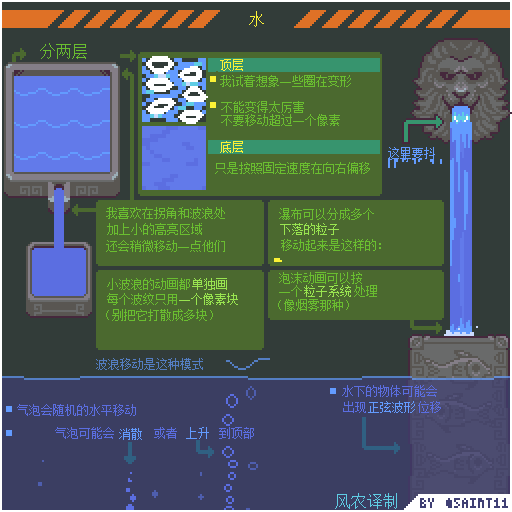 水
分两层
顶层
我试着想象一些圈在变形
不能变得太厉害
不要移动超过一个像素
底层
只是按照固定速度在向右偏移
这里要抖
我喜欢在拐角和波浪处
加上小的高亮区域
还会稍微移动一点他们
瀑布可以分成多个
下落的粒子
移动起来是这样的:
小波浪的动画都单独画
每个波纹只用一个像素块
(别把它打散成多块)
泡沫动画可以按
一个粒子系统处理
(像烟雾那种)
波浪移动是这种模式
气泡会随机的水平移动
气泡可能会 消散 或者 上升 到顶部
水下的物体可能会
出现正弦波形位移
风农译制
BY @SAINT11